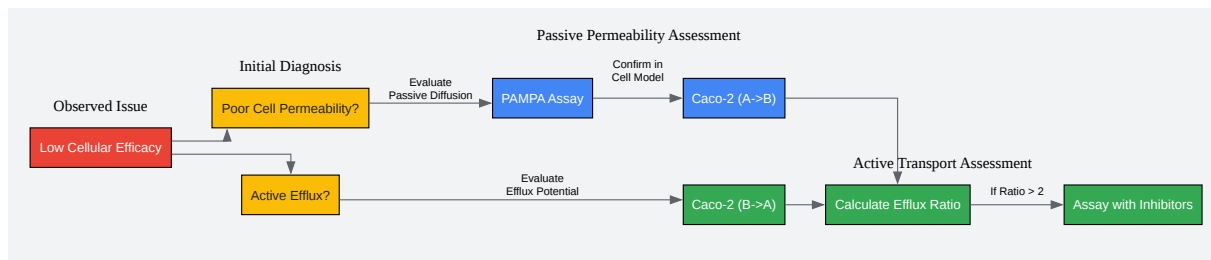 Passive Permeability Assessment
Initial Diagnosis
Observed Issue
Low Cellular Efficacy
Poor Cell Permeability?
Evaluate
Passive Diffusion
PAMPA Assay
Confirm in
Cell Model
Caco-2 (A->B)
Active Transport Assessment
Active Efflux?
Evaluate
Efflux Potential
Caco-2 (B->A)
Calculate Efflux Ratio
If Ratio > 2
Assay with Inhibitors